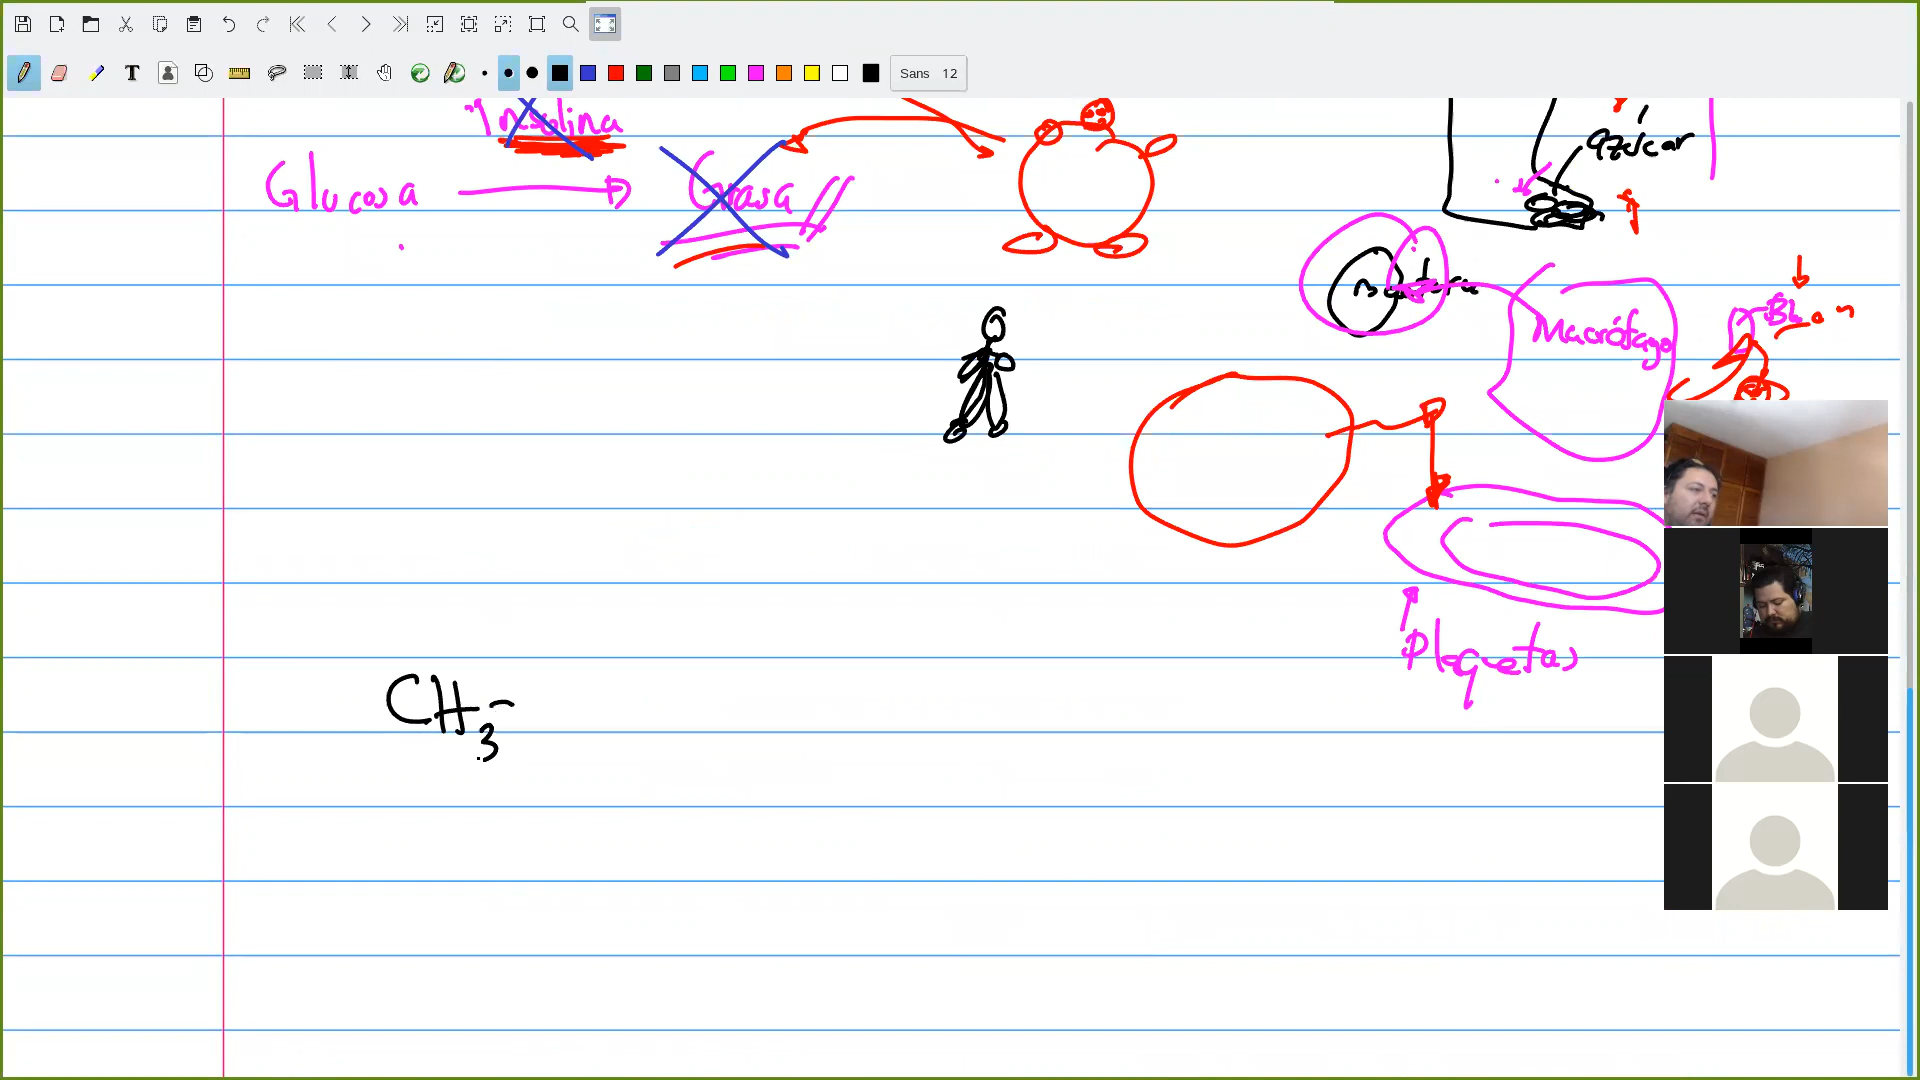 Sans 12
Insulina
Glucosa
Grasa
azúcar
Macrófago
Plaquetas
CH3-